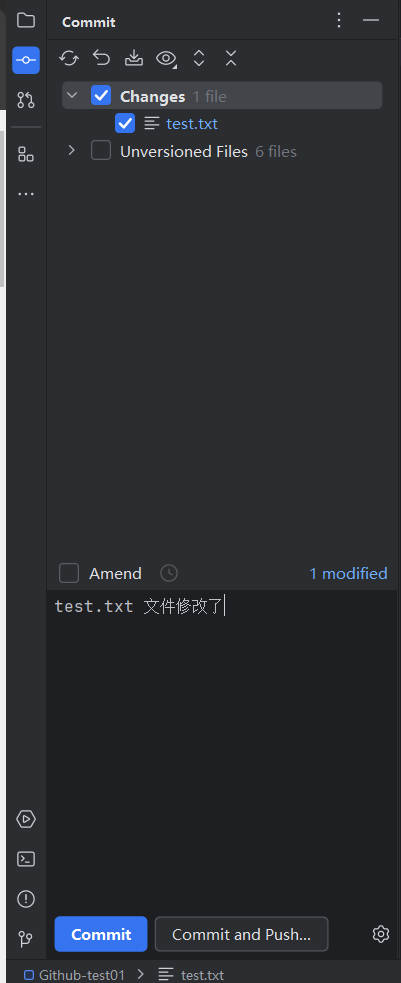 Commit
Changes 1 file
test.txt
Unversioned Files 6 files
Amend
1 modified
test.txt 文件修改了
Commit
Commit and Push...
Github-test01 > test.txt